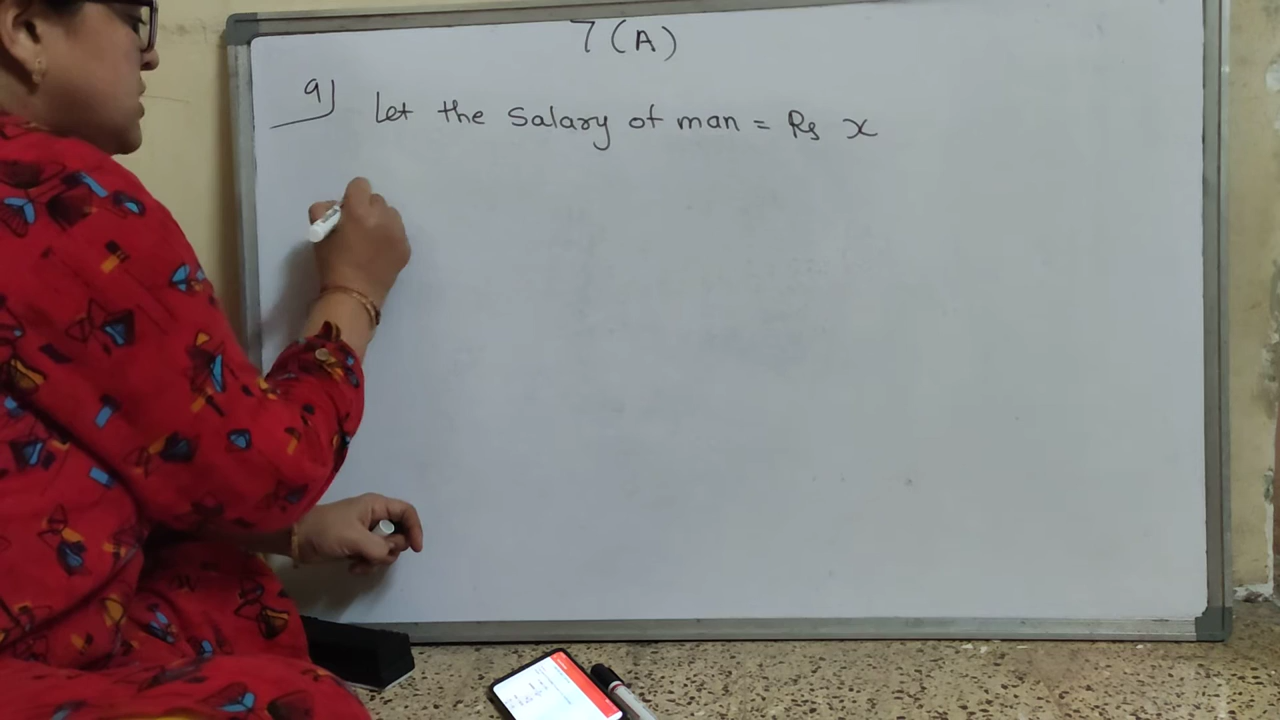 7 (A)
9) Let the Salary of man = Rs x